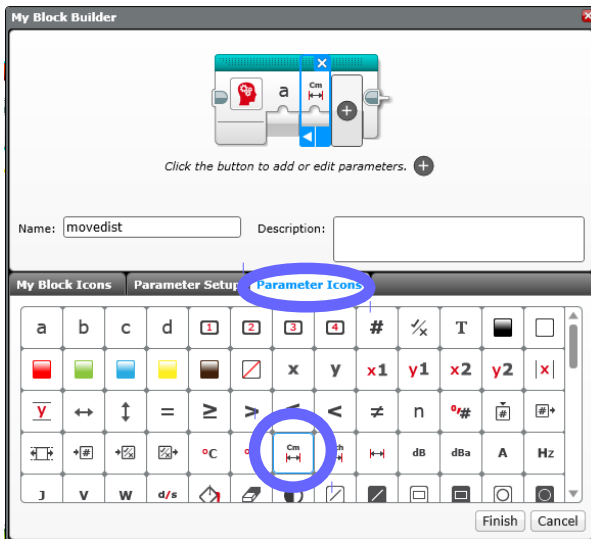 My Block Builder
a Cm
Click the button to add or edit parameters.
Name: movedist Description:
My Block Icons Parameter Setup Parameter Icons
a b c d 1 2 3 4 # T
x y x1 y1 x2 y2 |x|
y = ≥ > < ≠ n 0/# # #
# °C Cm dB dBa A Hz
J V W d/s
Finish Cancel